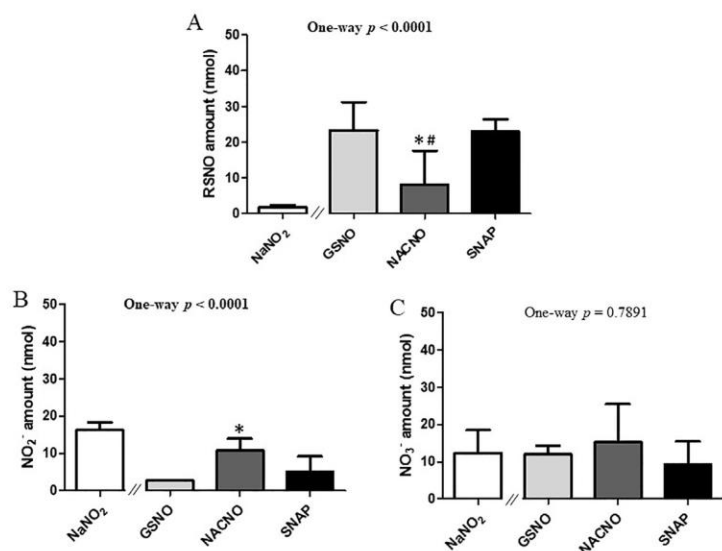 A
One-way p < 0.0001
RSNO amount (nmol)
50
40
30
20
10
0
*#
//
NaNO₂
GSNO
NACNO
SNAP
B
One-way p < 0.0001
NO₂⁻ amount (nmol)
50
40
30
20
10
0
*
//
NaNO₂
GSNO
NACNO
SNAP
C
One-way p = 0.7891
NO₃⁻ amount (nmol)
50
40
30
20
10
0
//
NaNO₂
GSNO
NACNO
SNAP